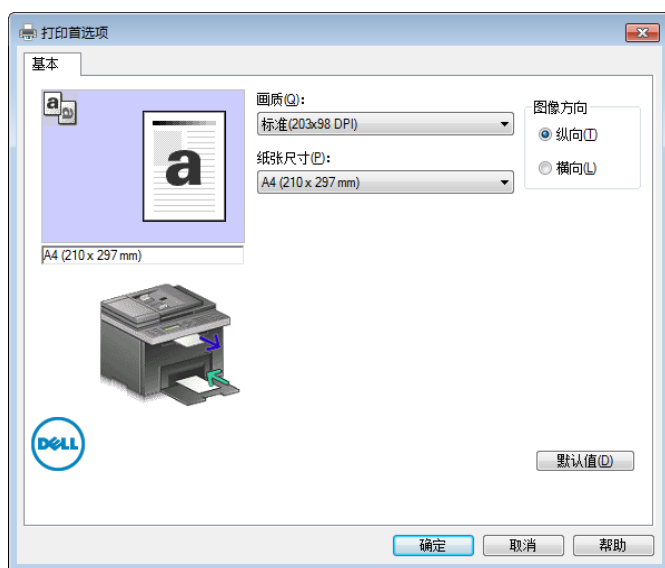 打印首选项
基本
a
a
a
画质(Q):
标准(203x98 DPI)
纸张尺寸(P):
A4 (210 x 297 mm)
图像方向
纵向(T)
横向(L)
A4 (210 x 297 mm)
DELL
默认值(D)
确定
取消
帮助